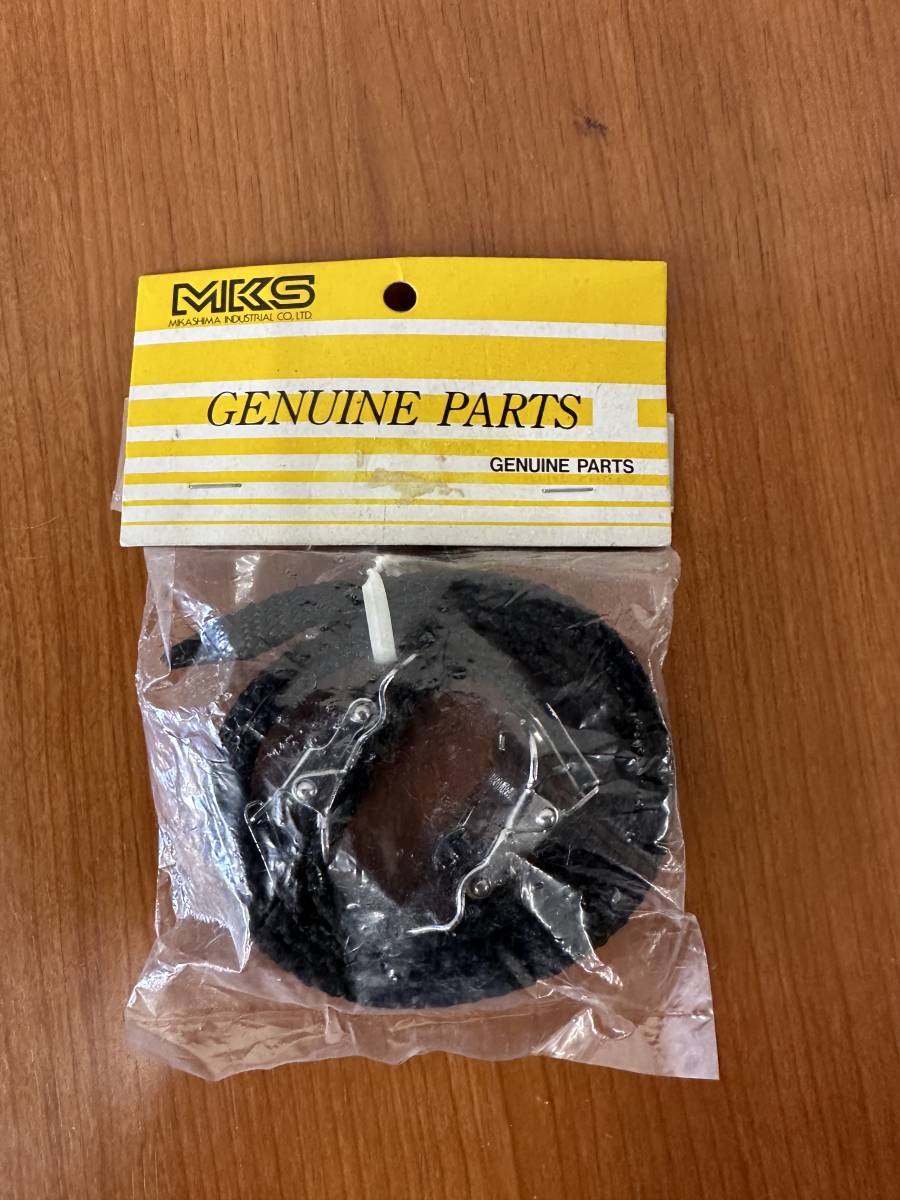 MKS
MIKASHIMA INDUSTRIAL CO., LTD.
GENUINE PARTS
GENUINE PARTS